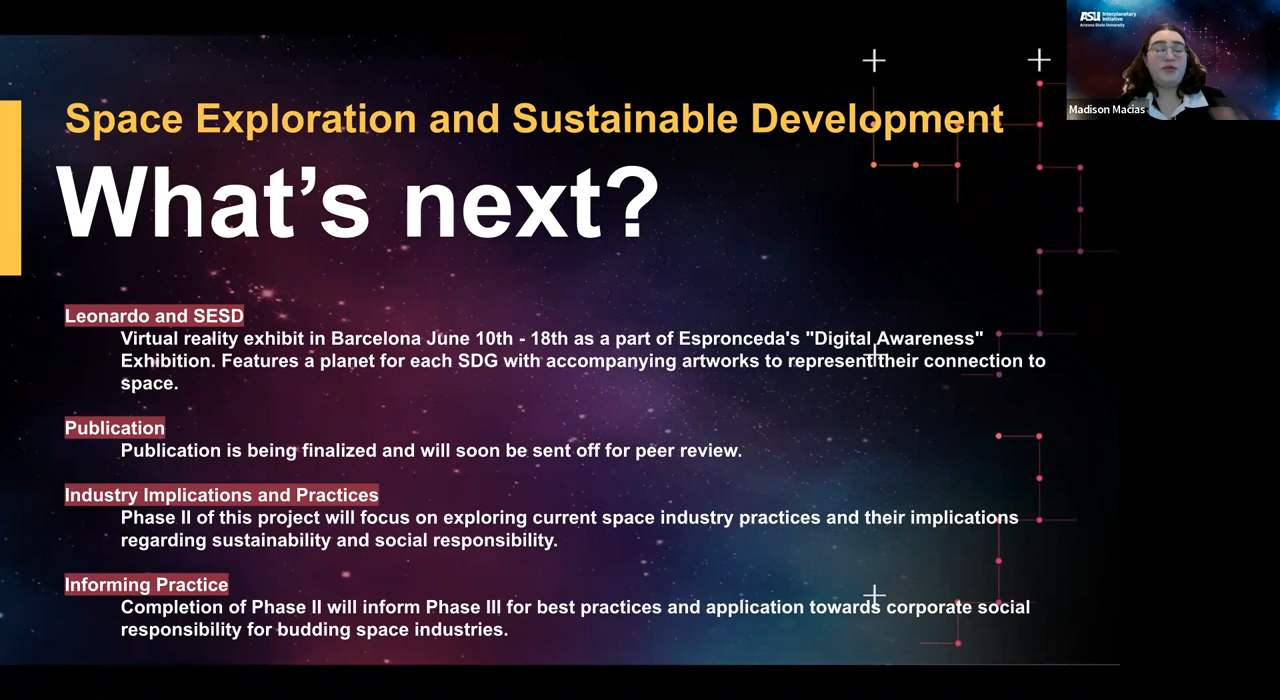 Space Exploration and Sustainable Development
What's next?
Leonardo and SESD
Virtual reality exhibit in Barcelona June 10th - 18th as a part of Espronceda's "Digital Awareness"
Exhibition. Features a planet for each SDG with accompanying artworks to represent their connection to
space.
Publication
Publication is being finalized and will soon be sent off for peer review.
Industry Implications and Practices
Phase II of this project will focus on exploring current space industry practices and their implications
regarding sustainability and social responsibility.
Informing Practice
Completion of Phase II will inform Phase III for best practices and application towards corporate social
responsibility for budding space industries.
ASU Interplanetary
Initiative
Arizona State University
Madison Macias